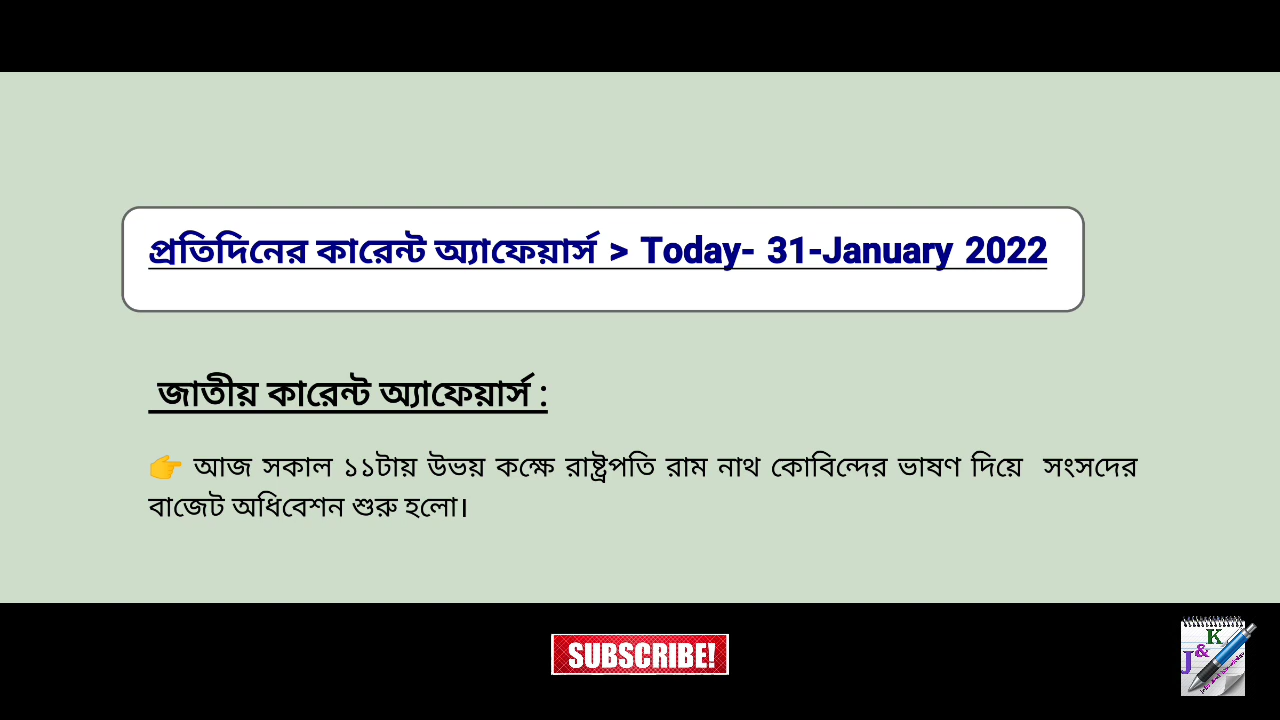 প্রতিদিনের কারেন্ট অ্যাফেয়ার্স > Today- 31-January 2022
জাতীয় কারেন্ট অ্যাফেয়ার্স :
👉 আজ সকাল ১১টায় উভয় কক্ষে রাষ্ট্রপতি রাম নাথ কোবিন্দের ভাষণ দিয়ে সংসদের
বাজেট অধিবেশন শুরু হলো।
SUBSCRIBE!
J & K